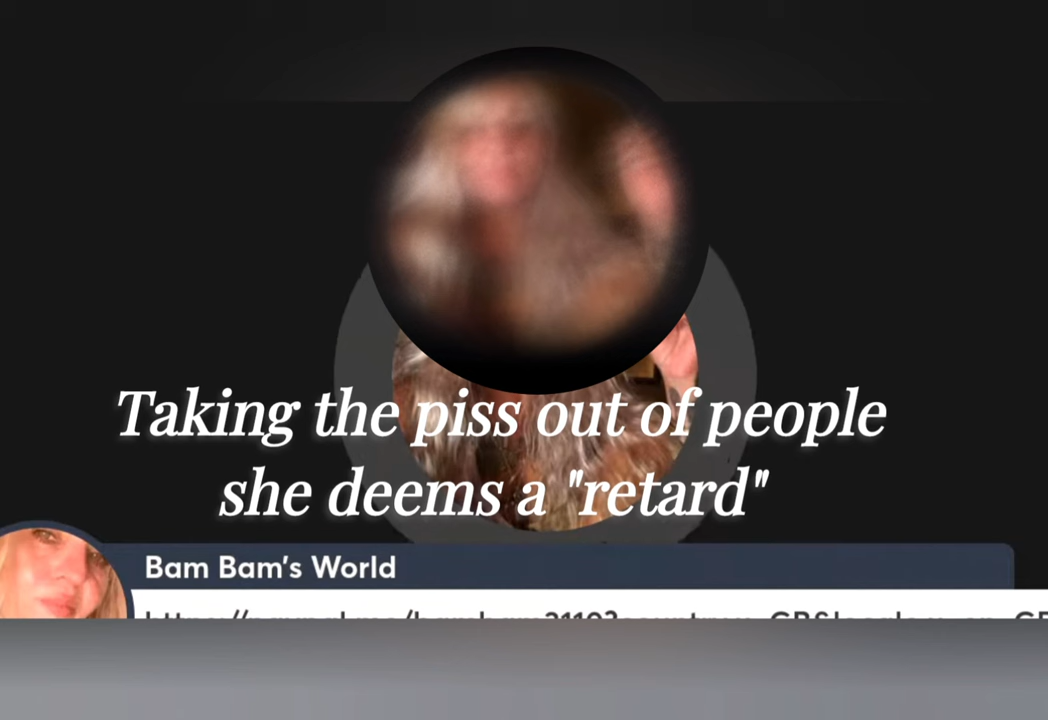 Taking the piss out of people
she deems a "retard"
Bam Bam's World